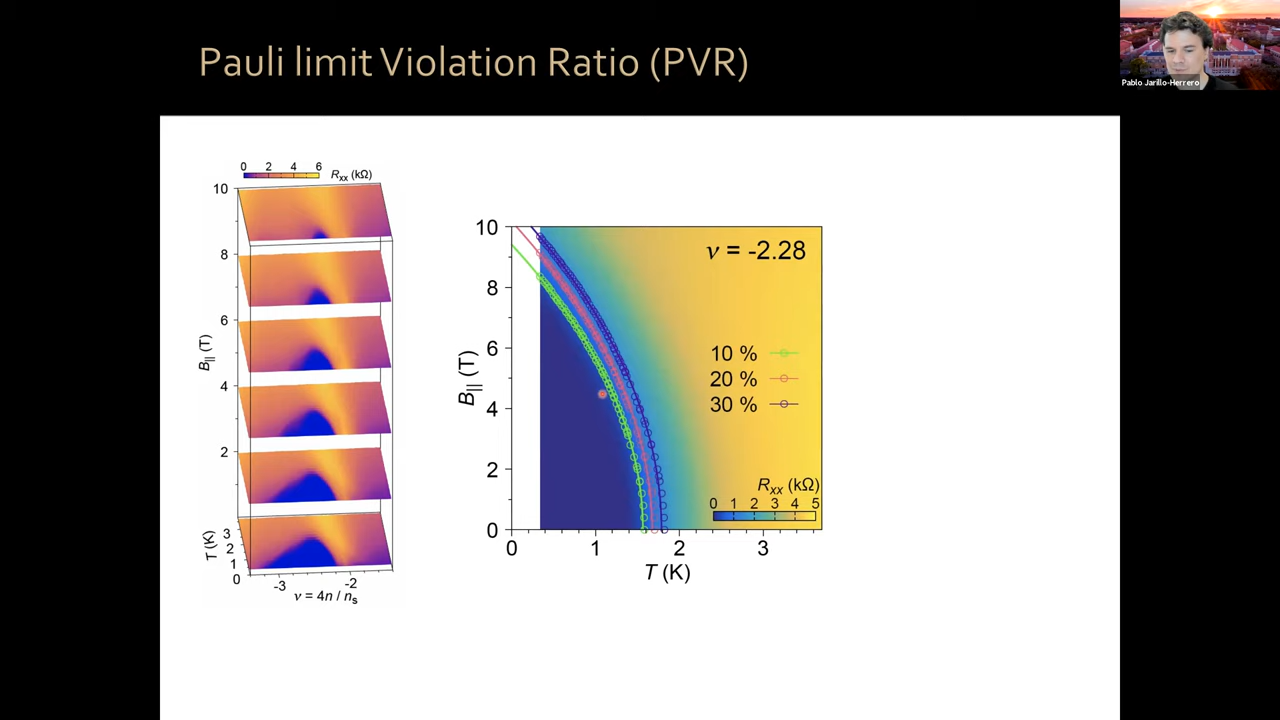 Pauli limit Violation Ratio (PVR)
Pablo Jarillo-Herrero
0 2 4 6
Rxx (kΩ)
10
8
6
4
2
B|| (T)
3
2
1
0
T (K)
-3 -2
ν = 4n / ns
10
8
6
4
2
0
B|| (T)
ν = -2.28
10 %
20 %
30 %
Rxx (kΩ)
0 1 2 3 4 5
0 1 2 3
T (K)